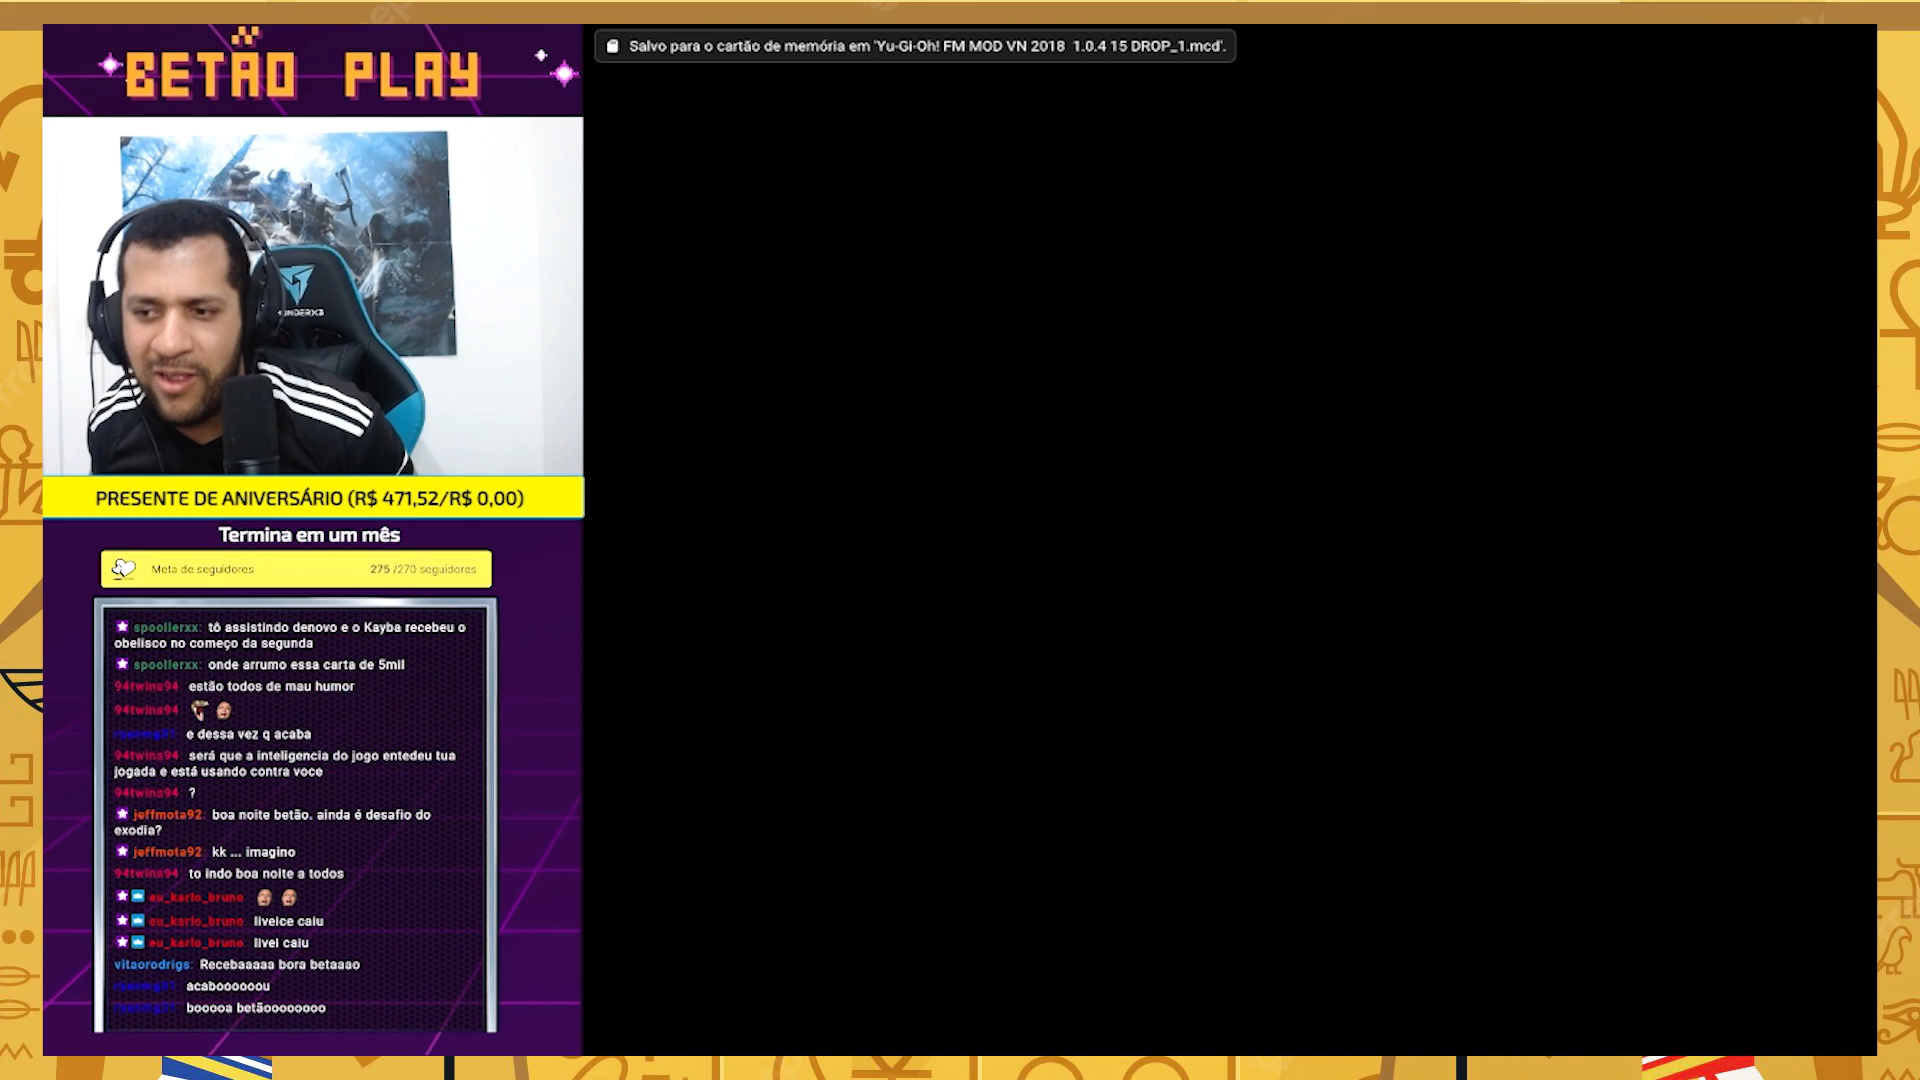 BETÃO PLAY
Salvo para o cartão de memória em 'Yu-Gi-Oh! FM MOD VN 2018 1.0.4 15 DROP_1.mcd'.
PRESENTE DE ANIVERSÁRIO (R$ 471,52/R$ 0,00)
Termina em um mês
Meta de seguidores 275 /270 seguidores
spoollerxx: tô assistindo denovo e o Kayba recebeu o
obelisco no começo da segunda
spoollerxx: onde arrumo essa carta de 5mil
94twins94 estão todos de mau humor
94twins94
e dessa vez q acaba
94twins94 será que a inteligencia do jogo entedeu tua
jogada e está usando contra voce
94twins94 ?
jeffmota92: boa noite betão. ainda é desafio do
exodia?
jeffmota92: kk ... imagino
94twins94 to indo boa noite a todos
eu_karlo_bruno
eu_karlo_bruno liveice caiu
eu_karlo_bruno livei caiu
vitaorodrigs: Recebaaaaa bora betaaao
acabooooooou
booooa betãoooooooo